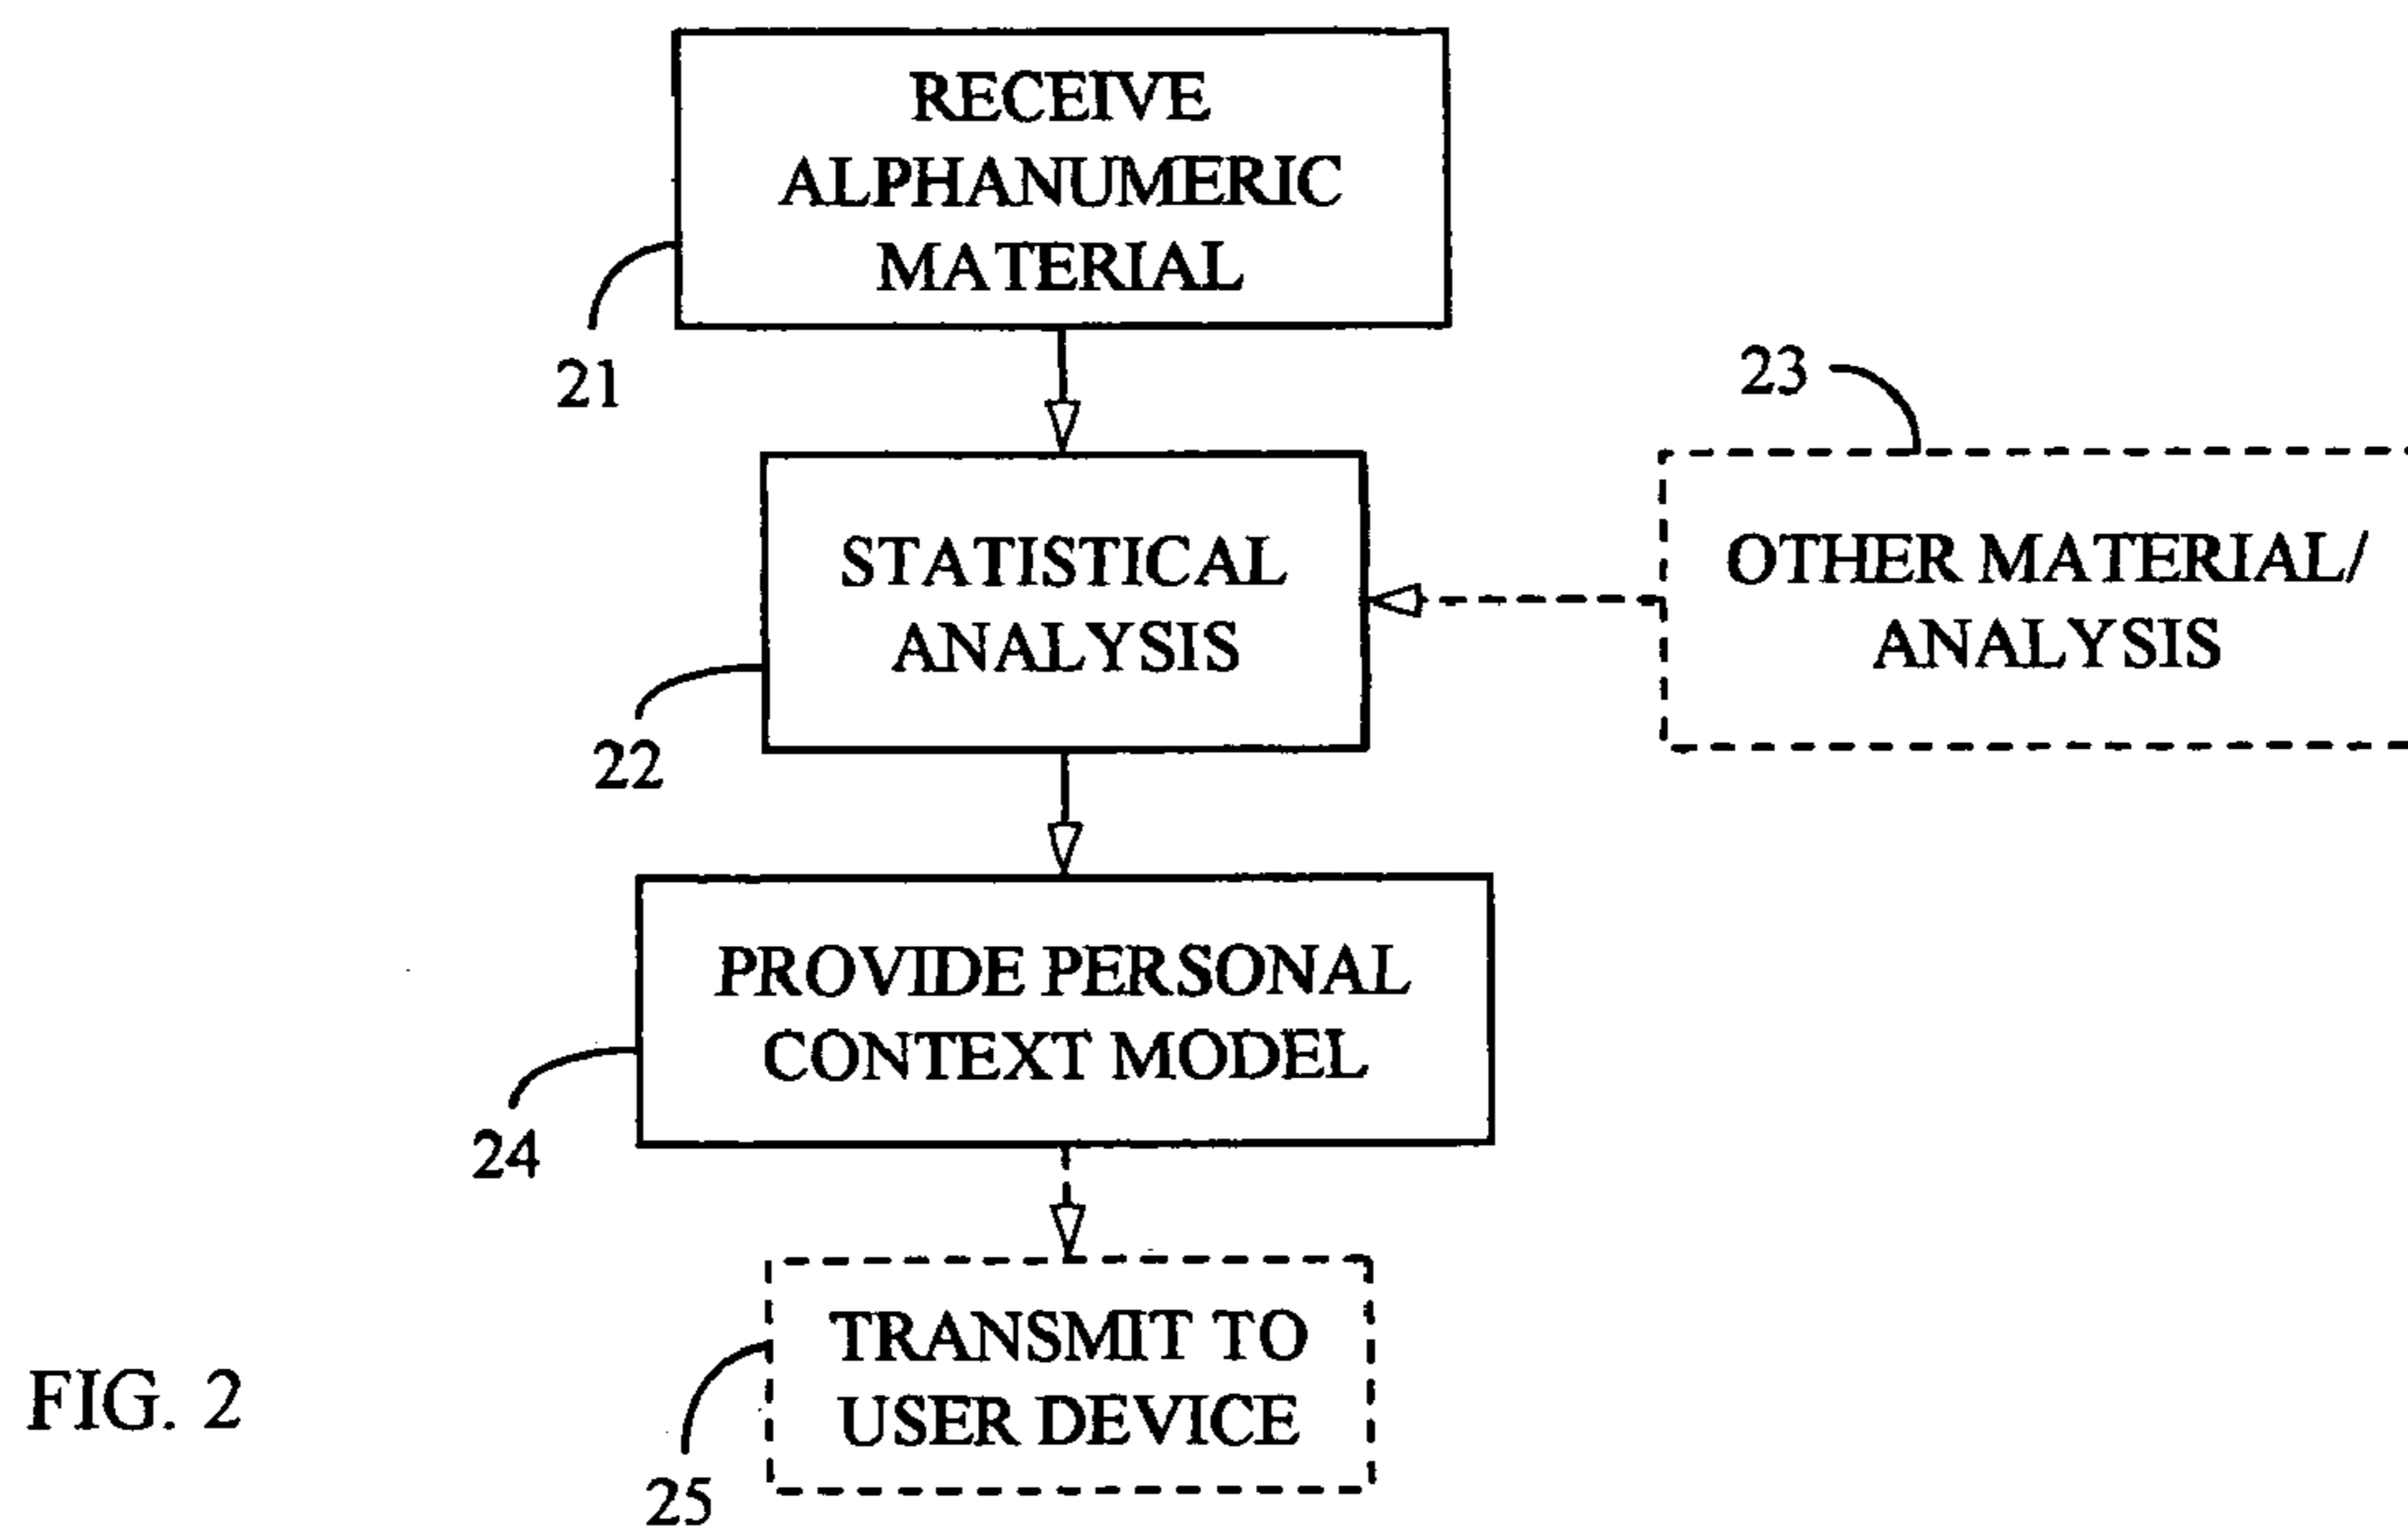 RECEIVE
ALPHANUMERIC
MATERIAL
21
23
STATISTICAL
ANALYSIS
22
OTHER MATERIAL/
ANALYSIS
PROVIDE PERSONAL
CONTEXT MODEL
24
TRANSMIT TO
USER DEVICE
25
FIG. 2